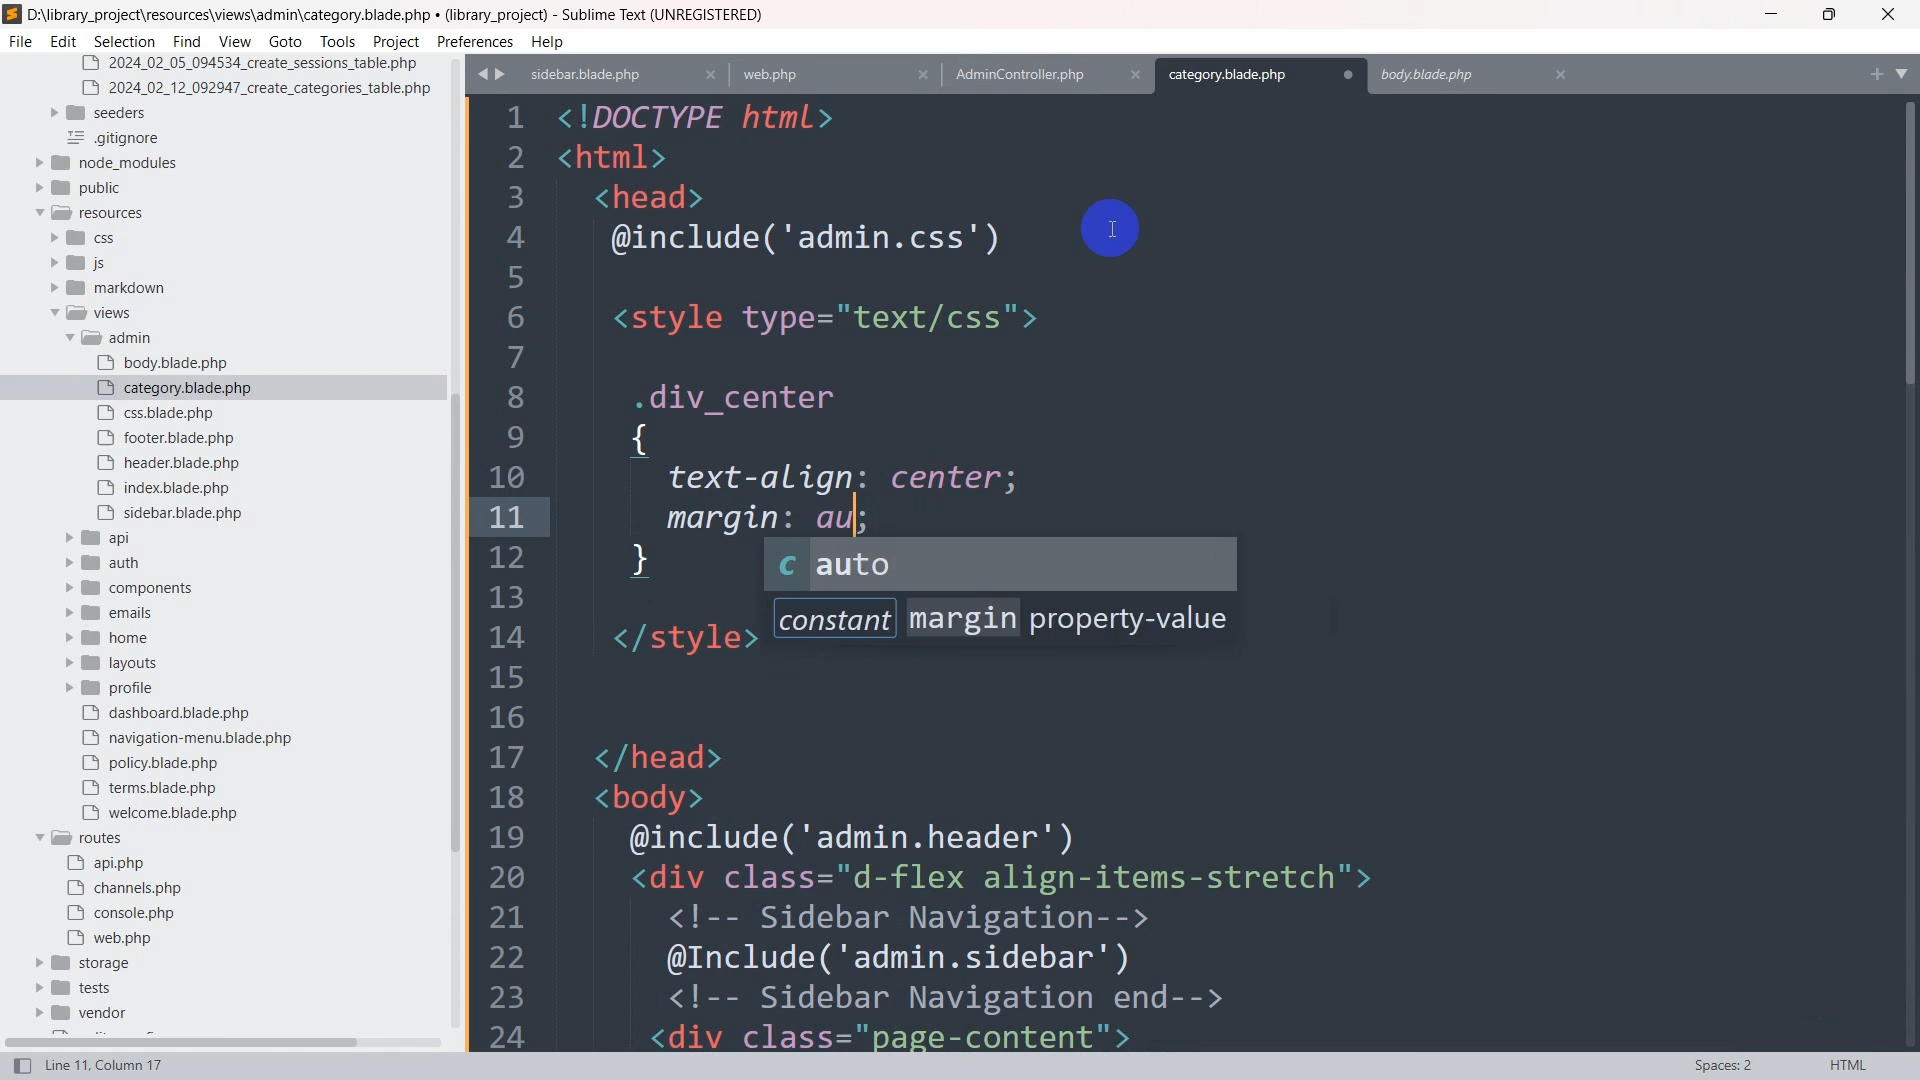 D:\library_project\resources\views\admin\category.blade.php • (library_project) - Sublime Text (UNREGISTERED)
File Edit Selection Find View Goto Tools Project Preferences Help
2024_02_05_094534_create_sessions_table.php
2024_02_12_092947_create_categories_table.php
seeders
.gitignore
node_modules
public
resources
css
js
markdown
views
admin
body.blade.php
category.blade.php
css.blade.php
footer.blade.php
header.blade.php
index.blade.php
sidebar.blade.php
api
auth
components
emails
home
layouts
profile
dashboard.blade.php
navigation-menu.blade.php
policy.blade.php
terms.blade.php
welcome.blade.php
routes
api.php
channels.php
console.php
web.php
storage
tests
vendor
sidebar.blade.php web.php AdminController.php category.blade.php body.blade.php
1 <!DOCTYPE html>
2 <html>
3 <head>
4 @include('admin.css')
5
6 <style type="text/css">
7
8 .div_center
9 {
10 text-align: center;
11 margin: au;
12 }
c auto
13
constant margin property-value
14 </style>
15
16
17 </head>
18 <body>
19 @include('admin.header')
20 <div class="d-flex align-items-stretch">
21 <!-- Sidebar Navigation-->
22 @Include('admin.sidebar')
23 <!-- Sidebar Navigation end-->
24 <div class="page-content">
Line 11, Column 17 Spaces: 2 HTML